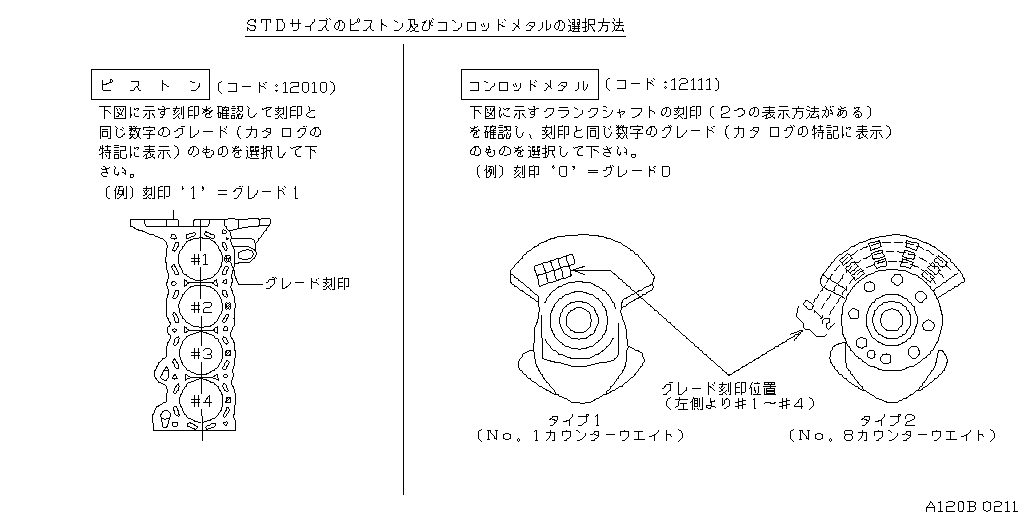 STDサイズのピストン及びコンロッドメタルの選択方法
ピストン (コード:12010)
下図に示す刻印を確認して刻印と
同じ数字のグレード(カタログの
特記に表示)のものを選択して下
さい。
(例)刻印‘1’=グレード1
#1
グレード刻印
#2
#3
#4
コンロッドメタル (コード:12111)
下図に示すクランクシャフトの刻印(2つの表示方法がある)
を確認し、刻印と同じ数字のグレード(カタログの特記に表示)
のものを選択して下さい。
(例)刻印‘0’=グレード0
グレード刻印位置
(左側より#1~#4)
タイプ1
(No。1カウンターウエイト)
タイプ2
(No。8カウンターウエイト)
A120B 0211